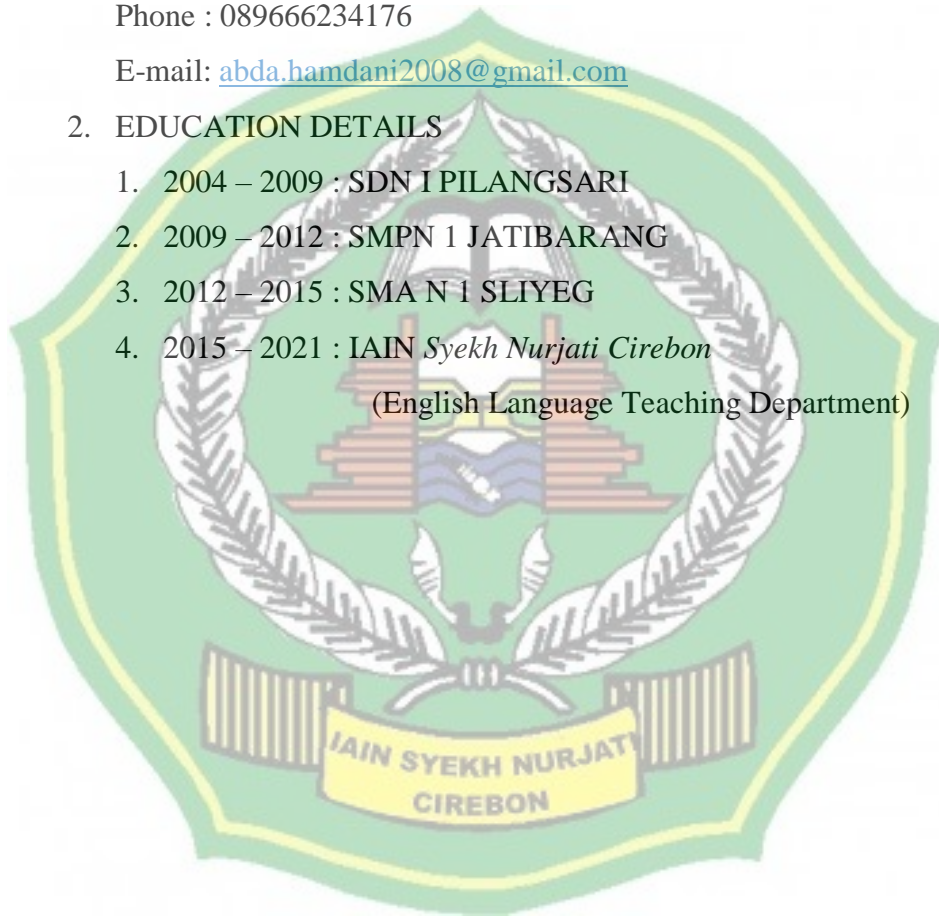 Phone : 089666234176
E-mail: abda.hamdani2008@gmail.com
2. EDUCATION DETAILS
1. 2004 – 2009 : SDN I PILANGSARI
2. 2009 – 2012 : SMPN 1 JATIBARANG
3. 2012 – 2015 : SMA N 1 SLIYEG
4. 2015 – 2021 : IAIN Syekh Nurjati Cirebon
(English Language Teaching Department)
IAIN SYEKH NURJATI
CIREBON